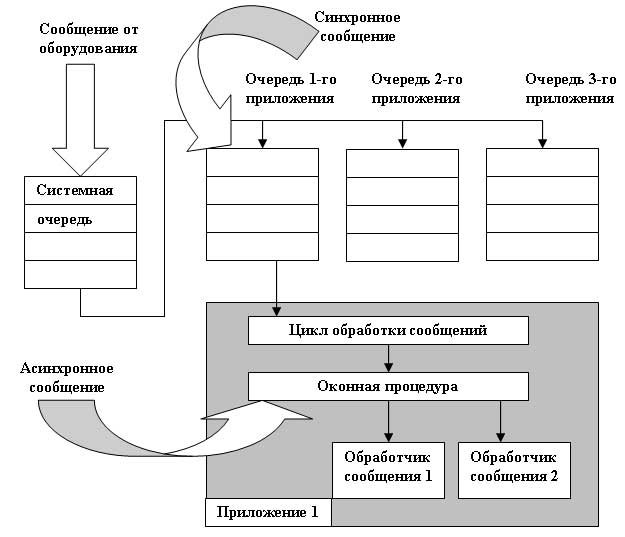 Сообщение от
оборудования
Синхронное
сообщение
Очередь 1-го
приложения
Очередь 2-го
приложения
Очередь 3-го
приложения
Системная
очередь
Цикл обработки сообщений
Асинхронное
сообщение
Оконная процедура
Обработчик
сообщения 1
Обработчик
сообщения 2
Приложение 1